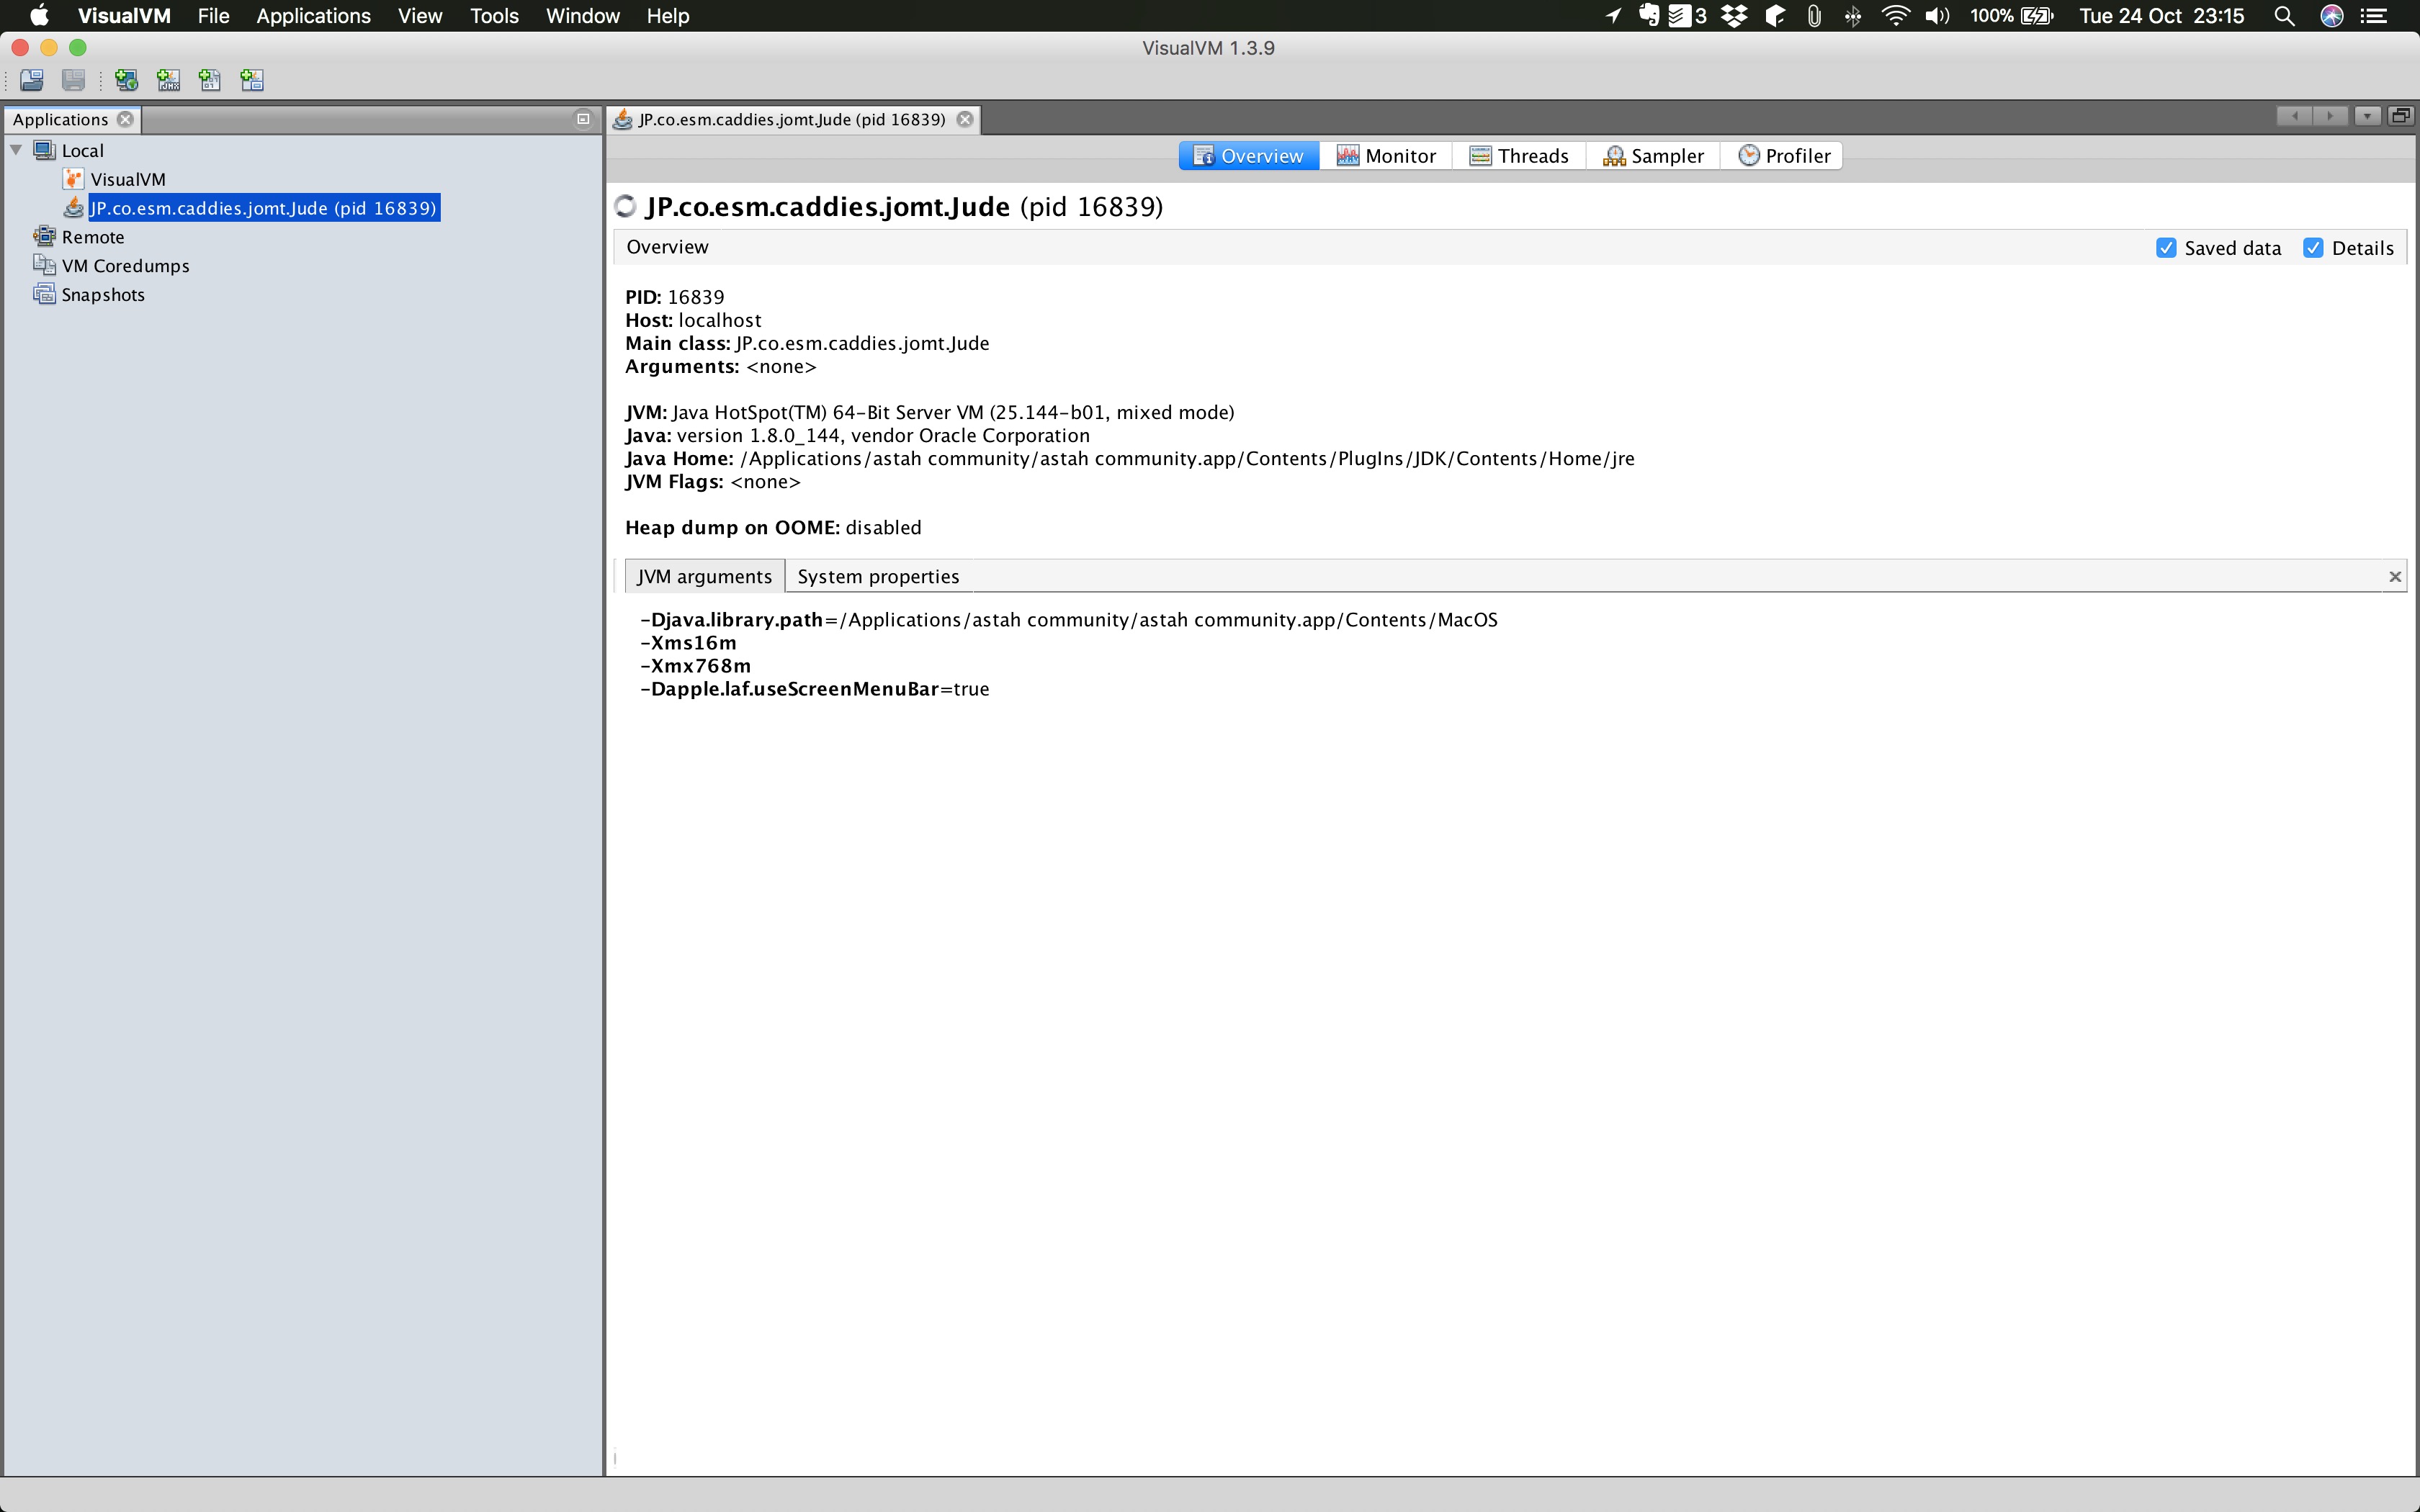 VisualVM File Applications View Tools Window Help 3 100% Tue 24 Oct 23:15
VisualVM 1.3.9
Applications
Local
VisualVM
JP.co.esm.caddies.jomt.Jude (pid 16839)
Remote
VM Coredumps
Snapshots
JP.co.esm.caddies.jomt.Jude (pid 16839)
Overview Monitor Threads Sampler Profiler
JP.co.esm.caddies.jomt.Jude (pid 16839)
Overview Saved data Details
PID: 16839
Host: localhost
Main class: JP.co.esm.caddies.jomt.Jude
Arguments: <none>
JVM: Java HotSpot(TM) 64-Bit Server VM (25.144-b01, mixed mode)
Java: version 1.8.0_144, vendor Oracle Corporation
Java Home: /Applications/astah community/astah community.app/Contents/PlugIns/JDK/Contents/Home/jre
JVM Flags: <none>
Heap dump on OOME: disabled
JVM arguments System properties
-Djava.library.path=/Applications/astah community/astah community.app/Contents/MacOS
-Xms16m
-Xmx768m
-Dapple.laf.useScreenMenuBar=true